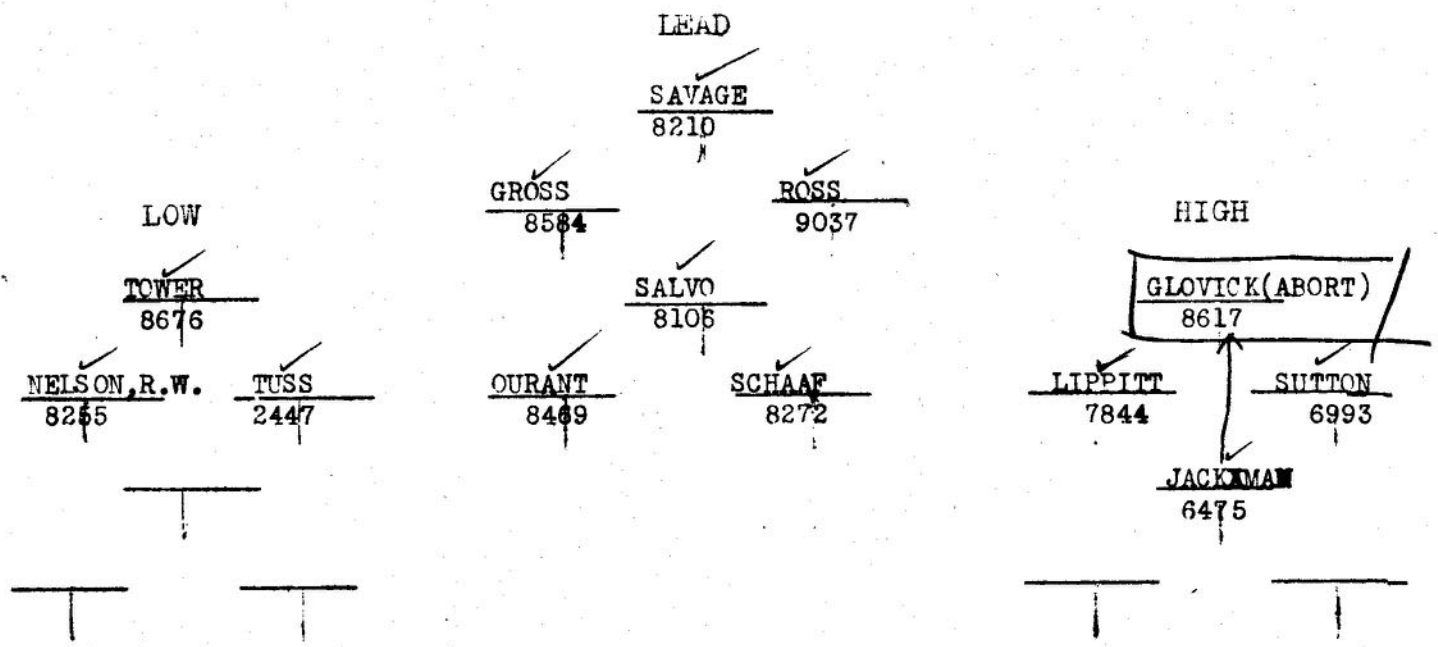 LEAD
SAVAGE
8210
GROSS
8584
ROSS
9037
SALVO
8106
OURANT
8469
SCHAAF
8272
LOW
TOWER
8676
NELSON,R.W.
8255
TUSS
2447
HIGH
GLOVICK(ABORT)
8617
LIPPITT
7844
SUTTON
6993
JACKXMAN
6475